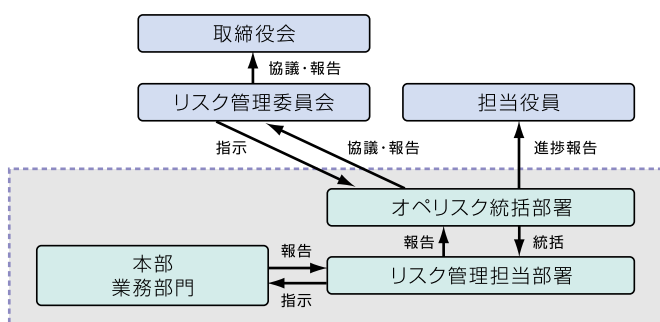 取締役会
協議・報告
リスク管理委員会
担当役員
指示
協議・報告
進捗報告
オペリスク統括部署
報告
統括
本部
業務部門
報告
指示
リスク管理担当部署